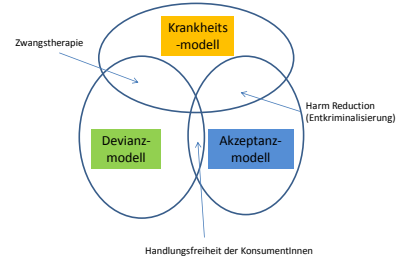 Zwangstherapie
Krankheits
-modell
Harm Reduction
(Entkriminalisierung)
Devianz-
modell
Akzeptanz-
modell
Handlungsfreiheit der KonsumentInnen